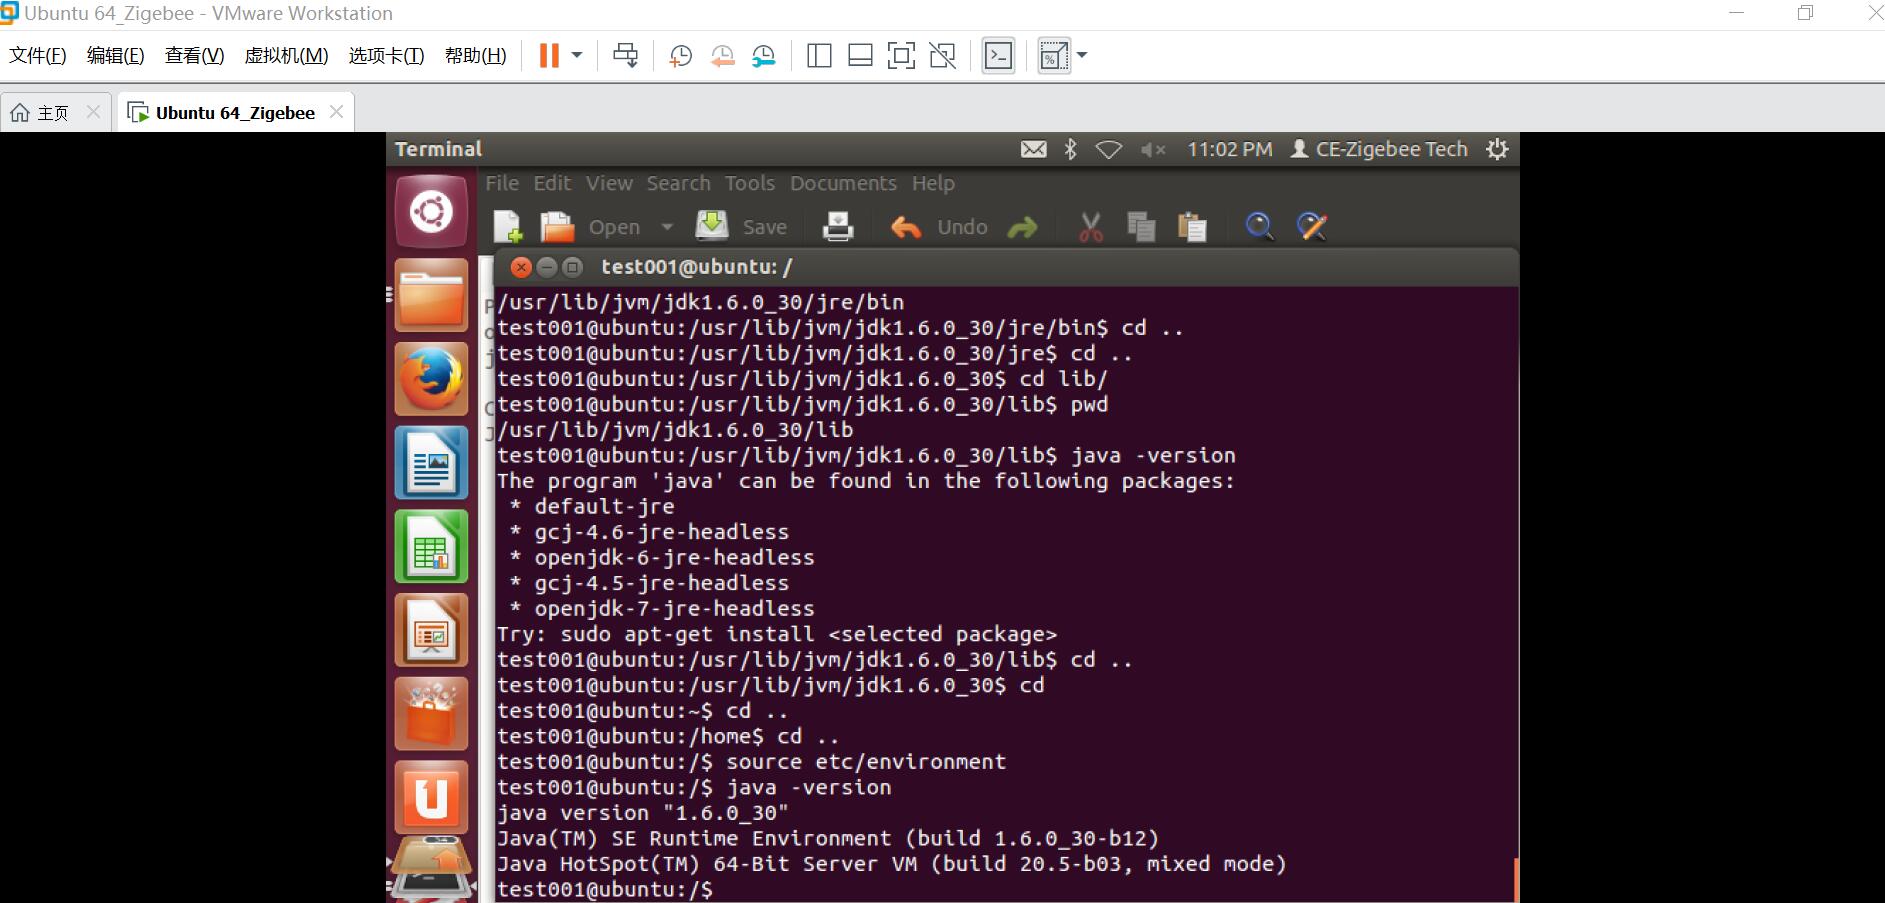 Ubuntu 64_Zigebee - VMware Workstation
文件(F) 编辑(E) 查看(V) 虚拟机(M) 选项卡(T) 帮助(H)
主页 Ubuntu 64_Zigebee
Terminal 11:02 PM CE-Zigebee Tech
File Edit View Search Tools Documents Help
Open Save Undo
test001@ubuntu: /
/usr/lib/jvm/jdk1.6.0_30/jre/bin
test001@ubuntu:/usr/lib/jvm/jdk1.6.0_30/jre/bin$ cd ..
test001@ubuntu:/usr/lib/jvm/jdk1.6.0_30/jre$ cd ..
test001@ubuntu:/usr/lib/jvm/jdk1.6.0_30$ cd lib/
test001@ubuntu:/usr/lib/jvm/jdk1.6.0_30/lib$ pwd
/usr/lib/jvm/jdk1.6.0_30/lib
test001@ubuntu:/usr/lib/jvm/jdk1.6.0_30/lib$ java -version
The program 'java' can be found in the following packages:
* default-jre
* gcj-4.6-jre-headless
* openjdk-6-jre-headless
* gcj-4.5-jre-headless
* openjdk-7-jre-headless
Try: sudo apt-get install <selected package>
test001@ubuntu:/usr/lib/jvm/jdk1.6.0_30/lib$ cd ..
test001@ubuntu:/usr/lib/jvm/jdk1.6.0_30$ cd
test001@ubuntu:~$ cd ..
test001@ubuntu:/home$ cd ..
test001@ubuntu:/$ source etc/environment
test001@ubuntu:/$ java -version
java version "1.6.0_30"
Java(TM) SE Runtime Environment (build 1.6.0_30-b12)
Java HotSpot(TM) 64-Bit Server VM (build 20.5-b03, mixed mode)
test001@ubuntu:/$